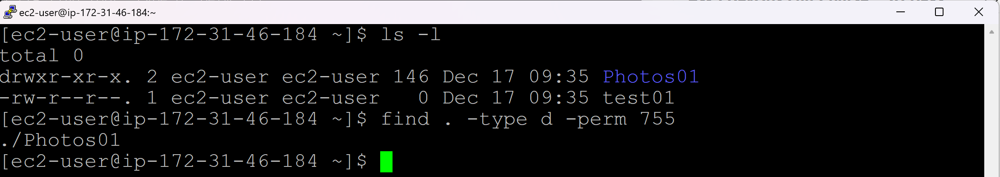 ec2-user@ip-172-31-46-184:~
[ec2-user@ip-172-31-46-184 ~]$ ls -l
total 0
drwxr-xr-x. 2 ec2-user ec2-user 146 Dec 17 09:35 Photos01
-rw-r--r--. 1 ec2-user ec2-user   0 Dec 17 09:35 test01
[ec2-user@ip-172-31-46-184 ~]$ find . -type d -perm 755
./Photos01
[ec2-user@ip-172-31-46-184 ~]$